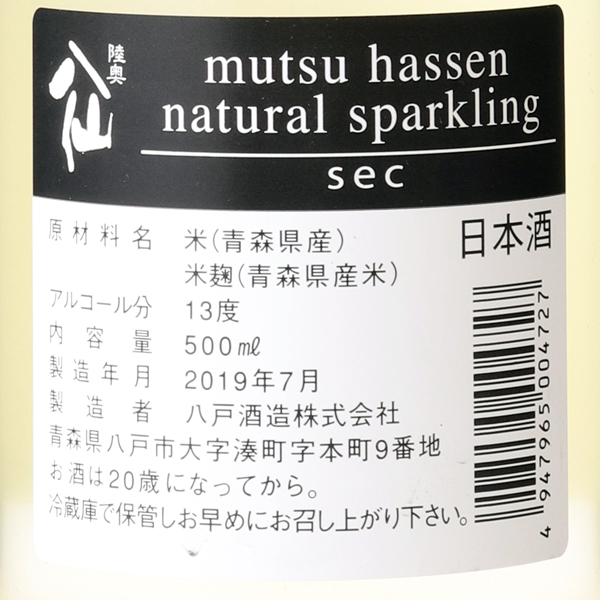 陸奥
八仙
mutsu hassen
natural sparkling
sec
日本酒
原材料名 米(青森県産)
米麹(青森県産米)
アルコール分 13度
内容量 500㎖
製造年月 2019年7月
製造者 八戸酒造株式会社
青森県八戸市大字湊町字本町9番地
お酒は20歳になってから。
冷蔵庫で保管しお早めにお召し上がり下さい。
4 947965 004727